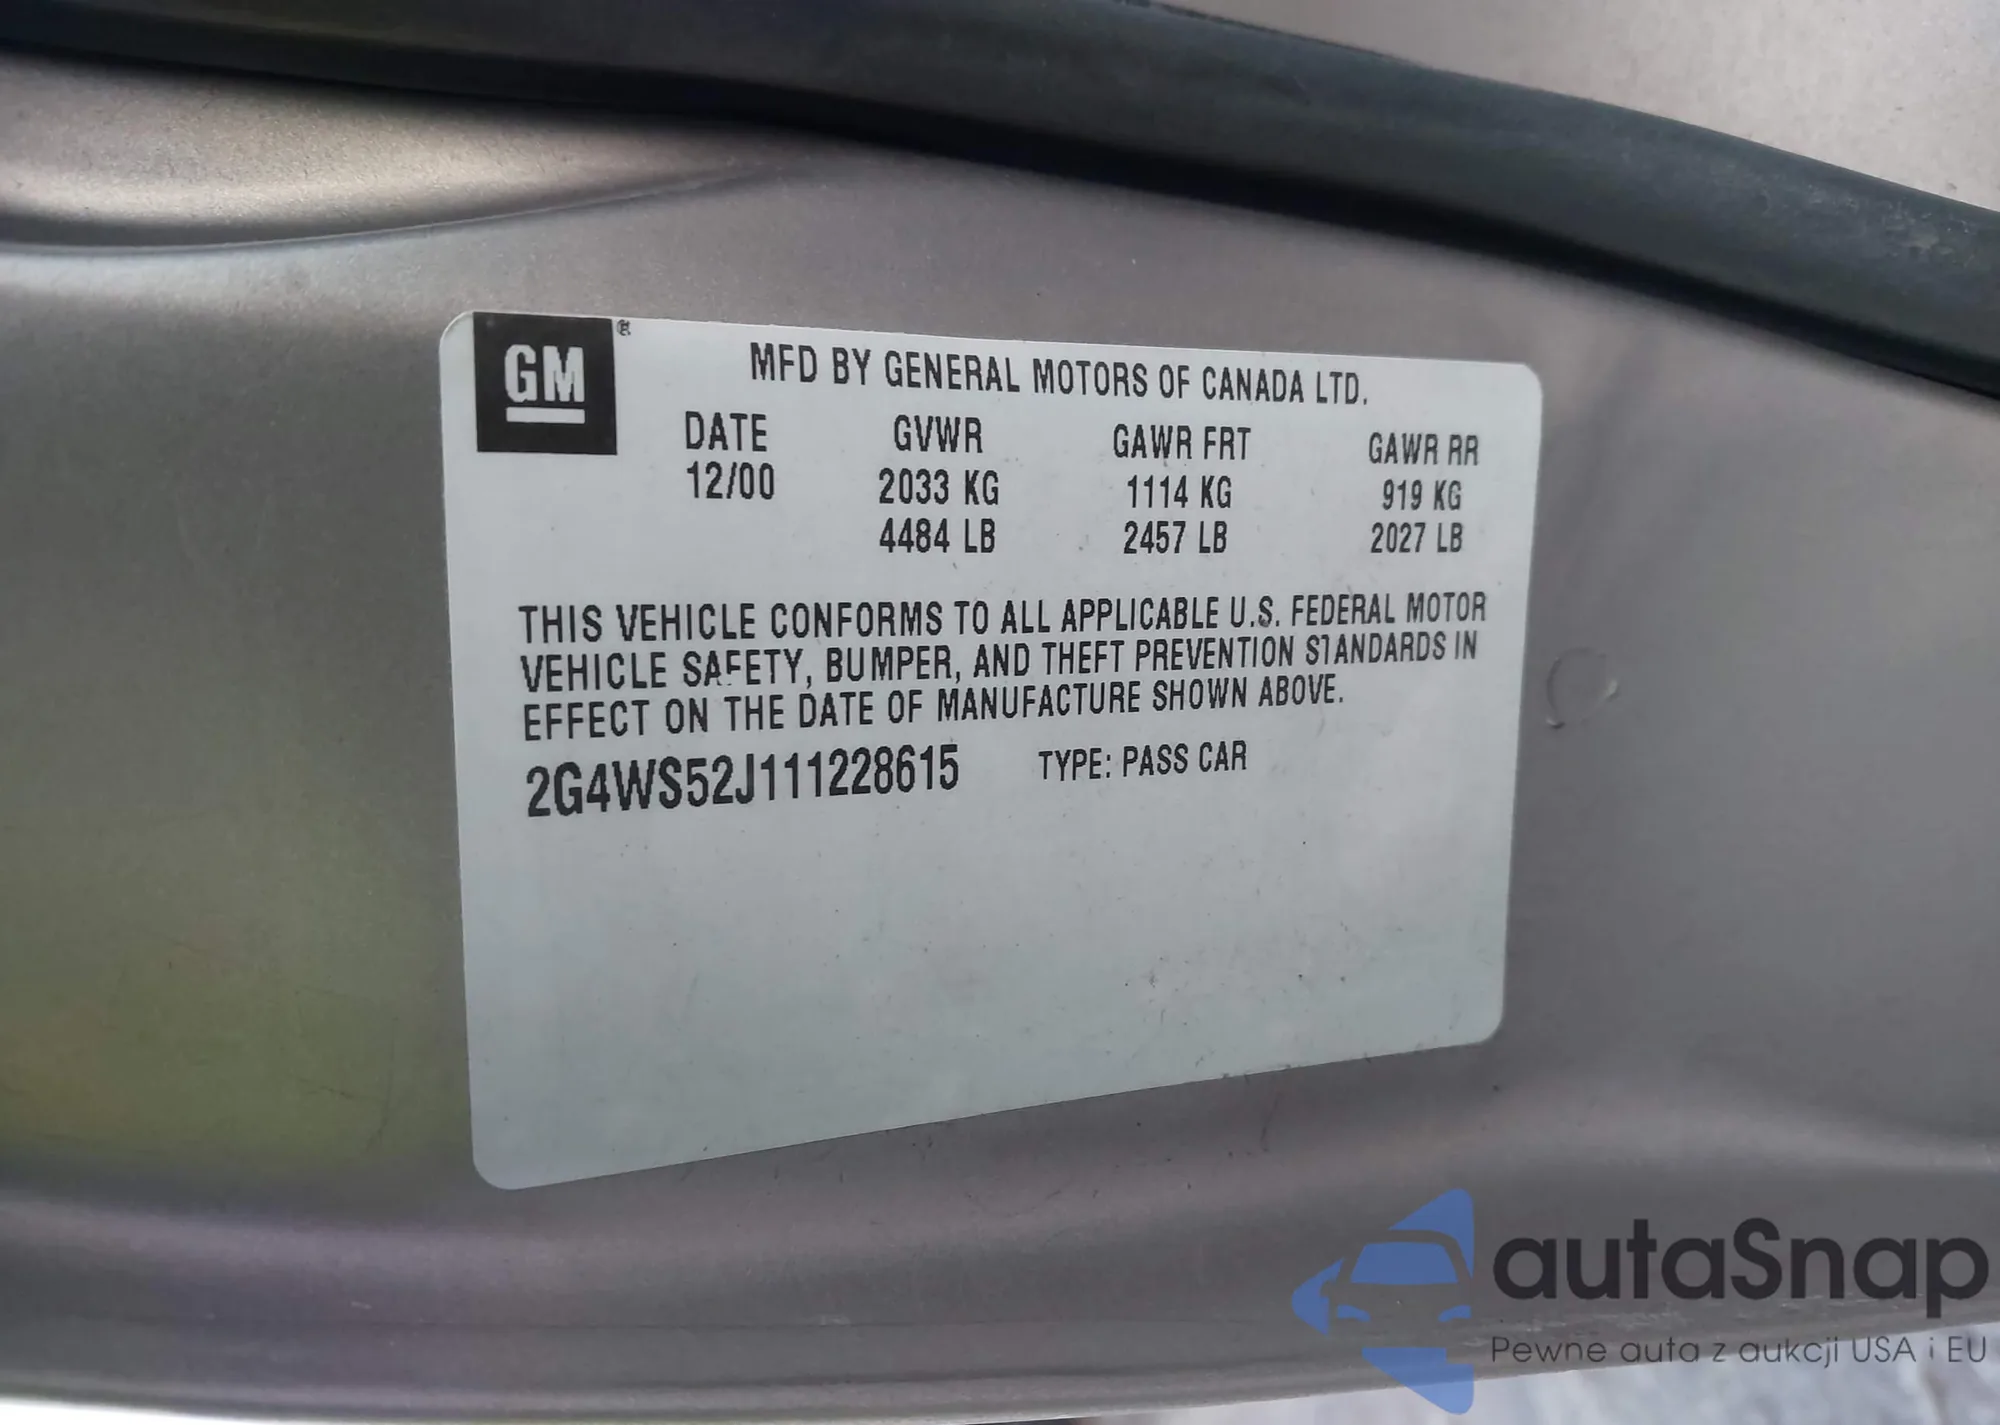 GM ®
MFD BY GENERAL MOTORS OF CANADA LTD.
DATE GVWR GAWR FRT GAWR RR
12/00 2033 KG 1114 KG 919 KG
4484 LB 2457 LB 2027 LB
THIS VEHICLE CONFORMS TO ALL APPLICABLE U.S. FEDERAL MOTOR
VEHICLE SAFETY, BUMPER, AND THEFT PREVENTION STANDARDS IN
EFFECT ON THE DATE OF MANUFACTURE SHOWN ABOVE.
2G4WS52J111228615 TYPE: PASS CAR
autaSnap
Pewne auta z aukcji USA i EU